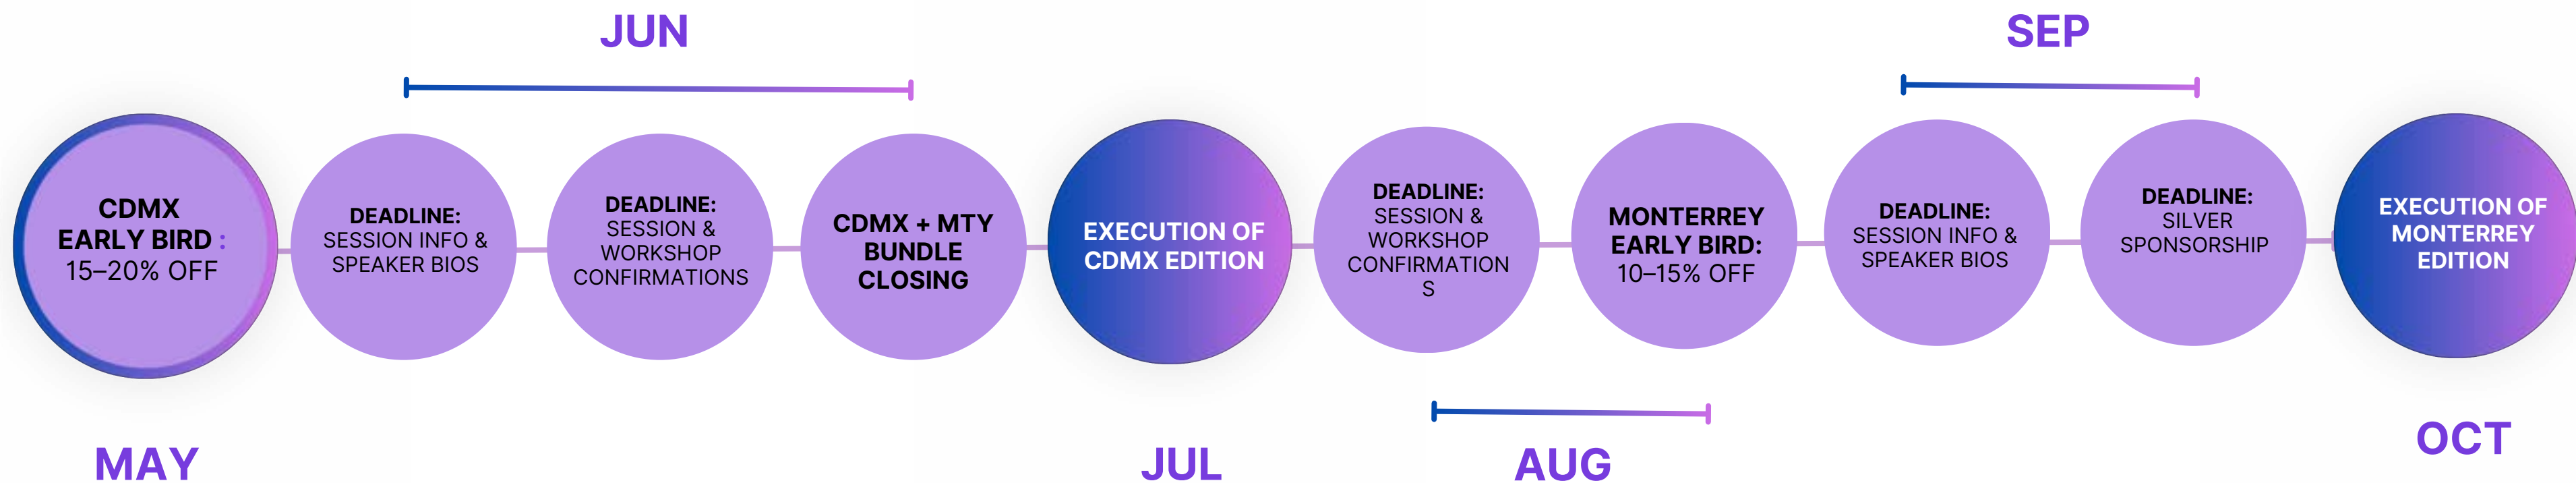 JUN
SEP
CDMX
EARLY BIRD :
15–20% OFF
DEADLINE:
SESSION INFO &
SPEAKER BIOS
DEADLINE:
SESSION &
WORKSHOP
CONFIRMATIONS
CDMX + MTY
BUNDLE
CLOSING
EXECUTION OF
CDMX EDITION
DEADLINE:
SESSION &
WORKSHOP
CONFIRMATION
S
MONTERREY
EARLY BIRD:
10–15% OFF
DEADLINE:
SESSION INFO &
SPEAKER BIOS
DEADLINE:
SILVER
SPONSORSHIP
EXECUTION OF
MONTERREY
EDITION
MAY
JUL
AUG
OCT